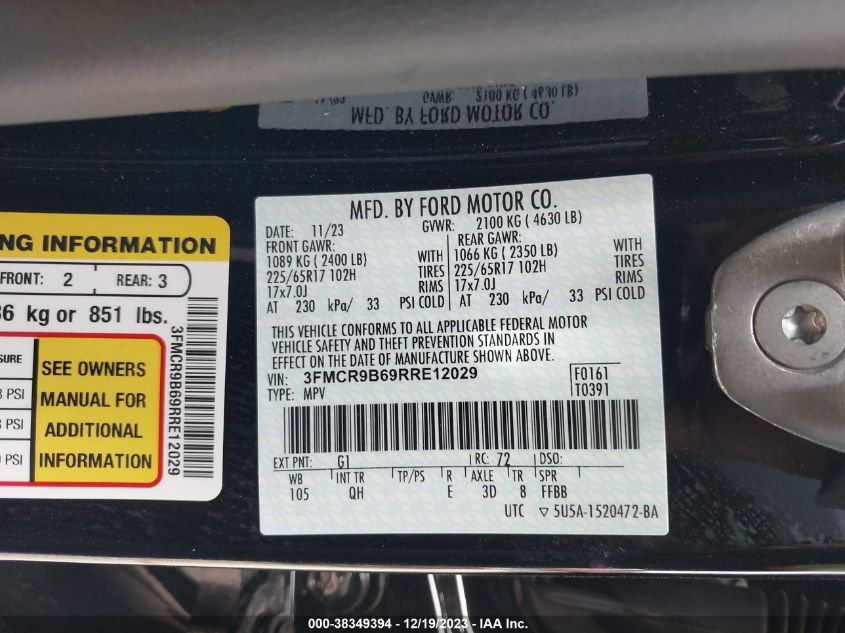 NG INFORMATION
FRONT: 2 REAR: 3
36 kg or 851 lbs.
SURE
PSI
PSI
PSI
SEE OWNERS
MANUAL FOR
ADDITIONAL
INFORMATION
3FMCR9B69RRE12029
GVWR: 2100 KG ( 4630 LB)
MFD. BY FORD MOTOR CO.
MFD. BY FORD MOTOR CO.
DATE: 11/23 GVWR: 2100 KG ( 4630 LB)
FRONT GAWR: REAR GAWR:
1089 KG ( 2400 LB) WITH 1066 KG ( 2350 LB) WITH
225/65R17 102H TIRES 225/65R17 102H TIRES
17x7.0J RIMS 17x7.0J RIMS
AT 230 kPa/ 33 PSI COLD AT 230 kPa/ 33 PSI COLD
THIS VEHICLE CONFORMS TO ALL APPLICABLE FEDERAL MOTOR
VEHICLE SAFETY AND THEFT PREVENTION STANDARDS IN
EFFECT ON THE DATE OF MANUFACTURE SHOWN ABOVE.
VIN: 3FMCR9B69RRE12029 F0161
TYPE: MPV T0391
EXT PNT: G1 RC: 72 DSO:
WB INT TR TP/PS R AXLE TR SPR
105 QH E 3D 8 FFBB
UTC ▽ 5U5A-1520472-BA
000-38349394 - 12/19/2023 - IAA Inc.